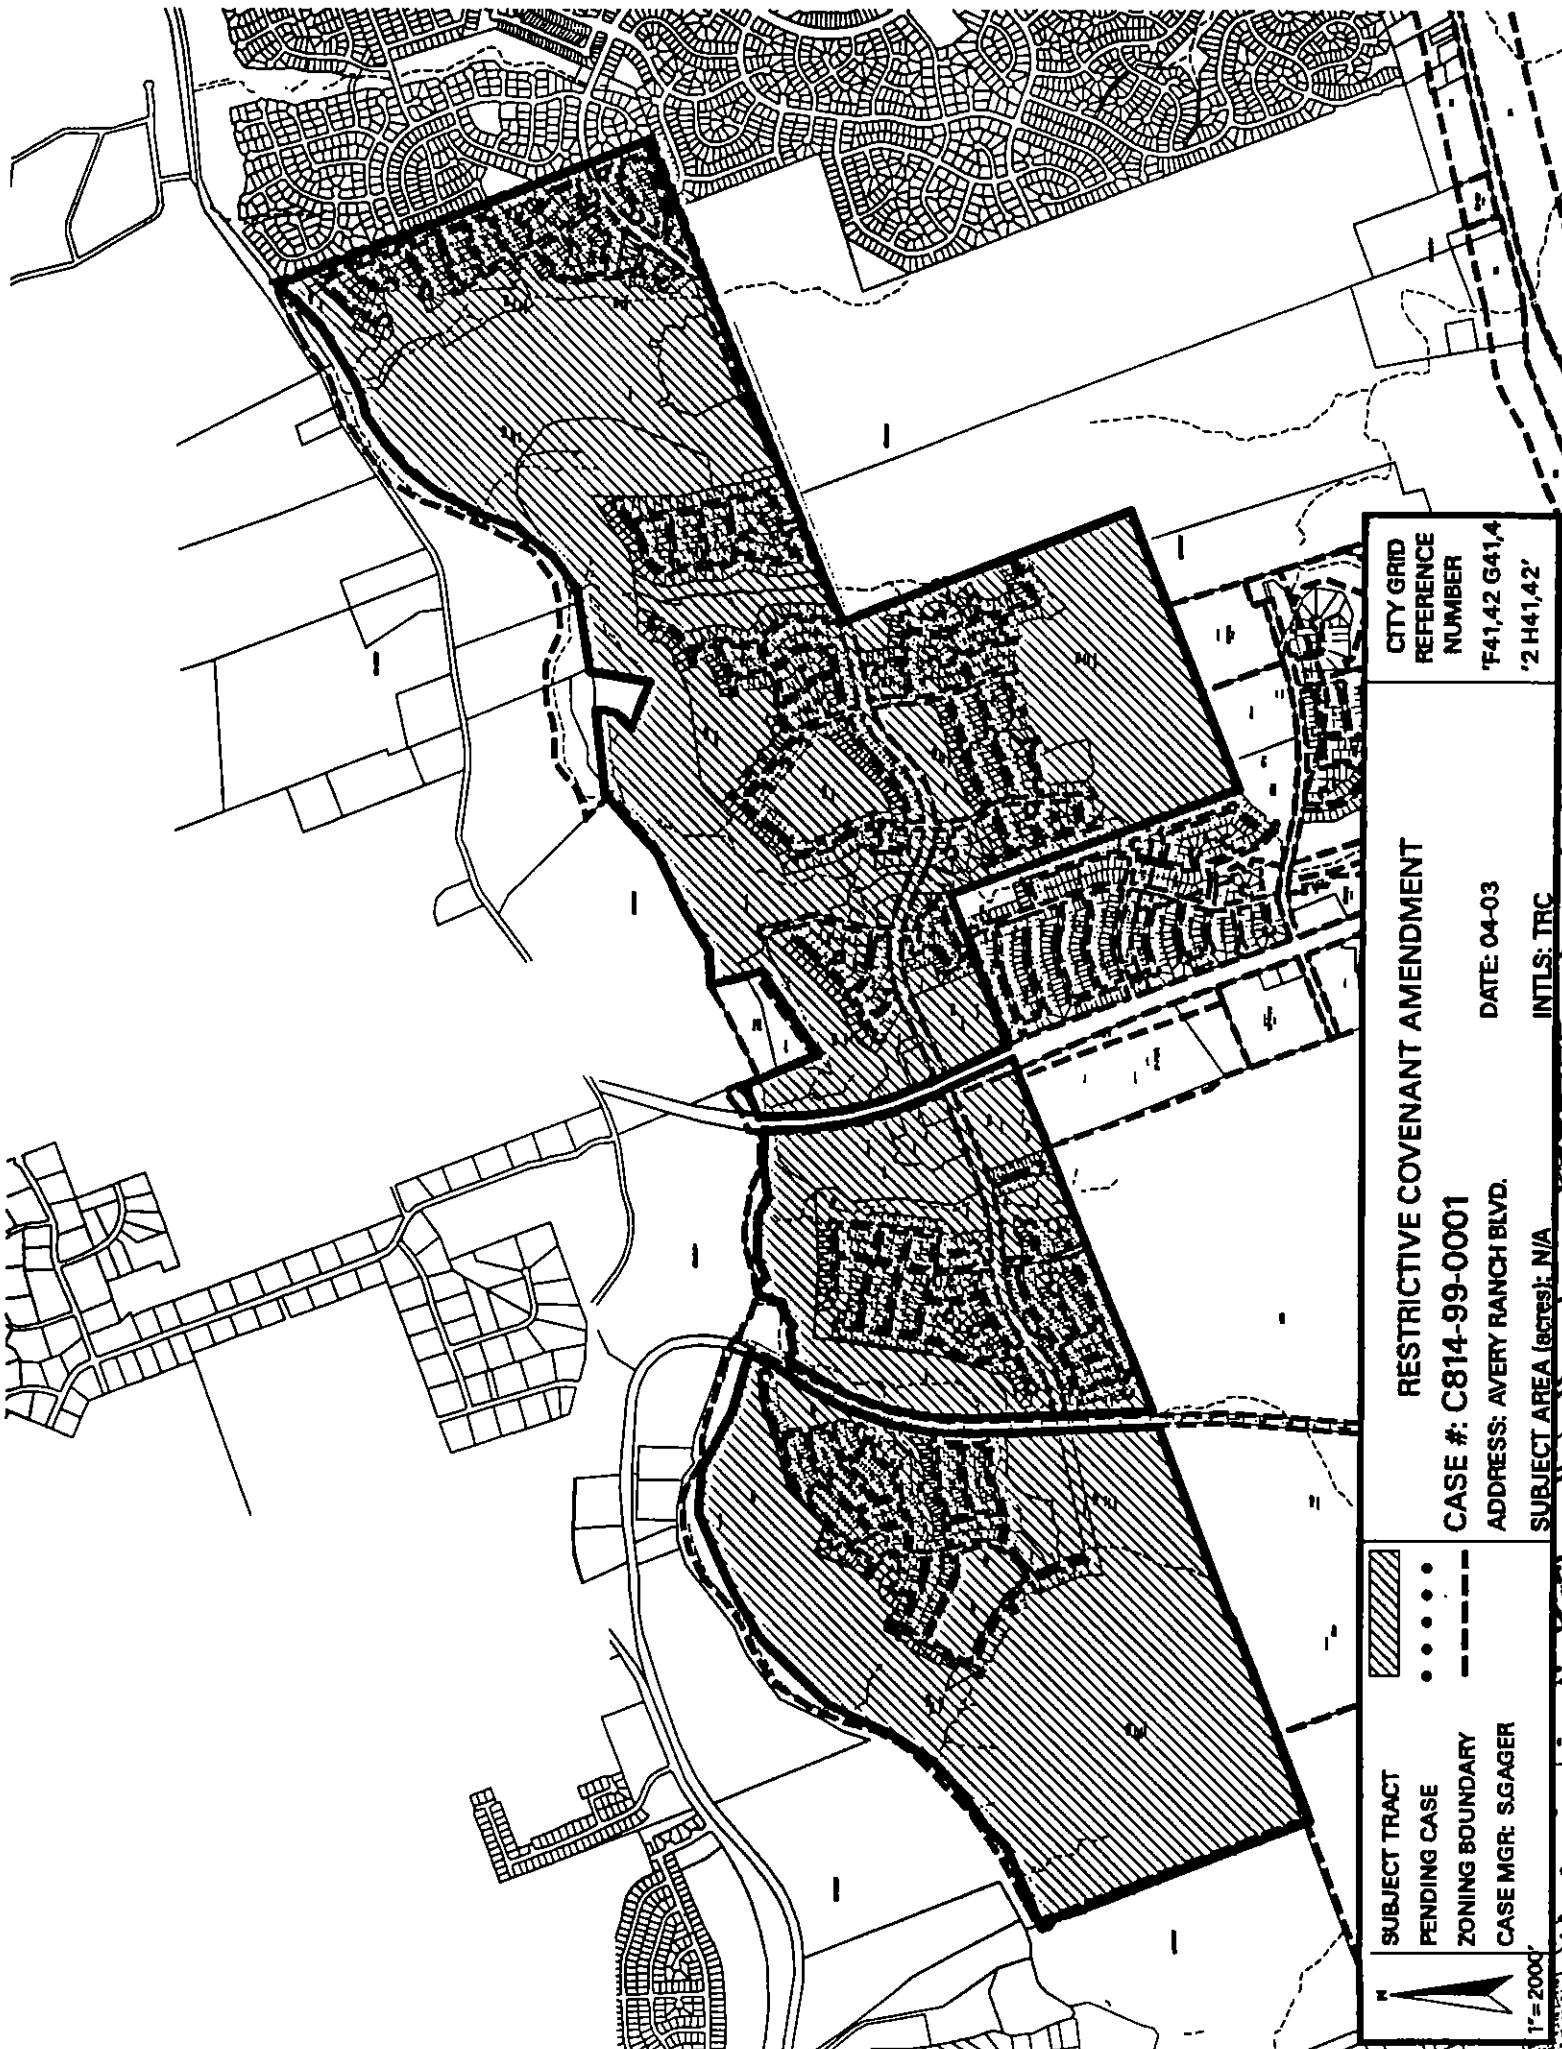 N
1"=2000'
SUBJECT TRACT
PENDING CASE
ZONING BOUNDARY
CASE MGR: S.GAGER
RESTRICTIVE COVENANT AMENDMENT
CASE #: C814-99-0001
ADDRESS: AVERY RANCH BLVD.
DATE: 04-03
SUBJECT AREA (acres): N/A
INTLS: TRC
CITY GRID
REFERENCE
NUMBER
'F41,42 G41,4
'2 H41,42'